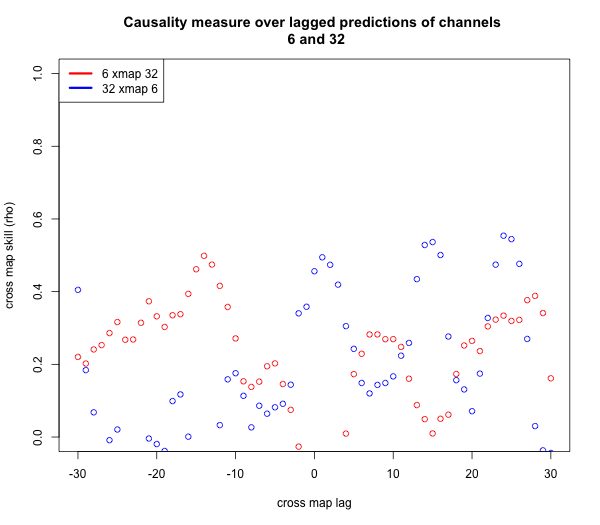 Causality measure over lagged predictions of channels
6 and 32
6 xmap 32
32 xmap 6
1.0
0.8
0.6
0.4
0.2
0.0
cross map skill (rho)
-30
-20
-10
0
10
20
30
cross map lag